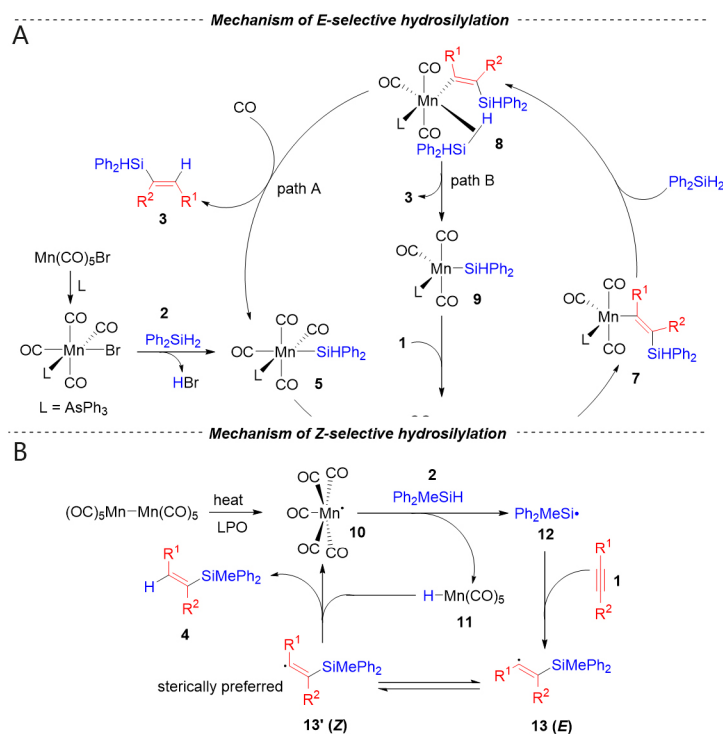 Mechanism of E-selective hydrosilylation
A
R¹
R²
CO
OC
Mn
SiHPh₂
H
L
CO
Ph₂HSi
8
CO
path A
path B
3
Ph₂HSi
H
R²
R¹
3
Ph₂SiH₂
CO
OC
Mn
SiHPh₂
L
CO
9
Mn(CO)₅Br
L
CO
CO
OC
Mn
Br
L
CO
L = AsPh₃
2
Ph₂SiH₂
HBr
CO
CO
OC
Mn
SiHPh₂
L
CO
5
1
CO
R¹
OC
Mn
R²
L
CO
SiHPh₂
7
Mechanism of Z-selective hydrosilylation
B
(OC)₅Mn
Mn(CO)₅
heat
LPO
OC
CO
OC
Mn•
OC
CO
10
2
Ph₂MeSiH
Ph₂MeSi•
12
R¹
1
R²
H
Mn(CO)₅
11
R¹
H
SiMePh₂
R²
4
sterically preferred
R¹
SiMePh₂
R²
13' (Z)
R¹
SiMePh₂
R²
13 (E)